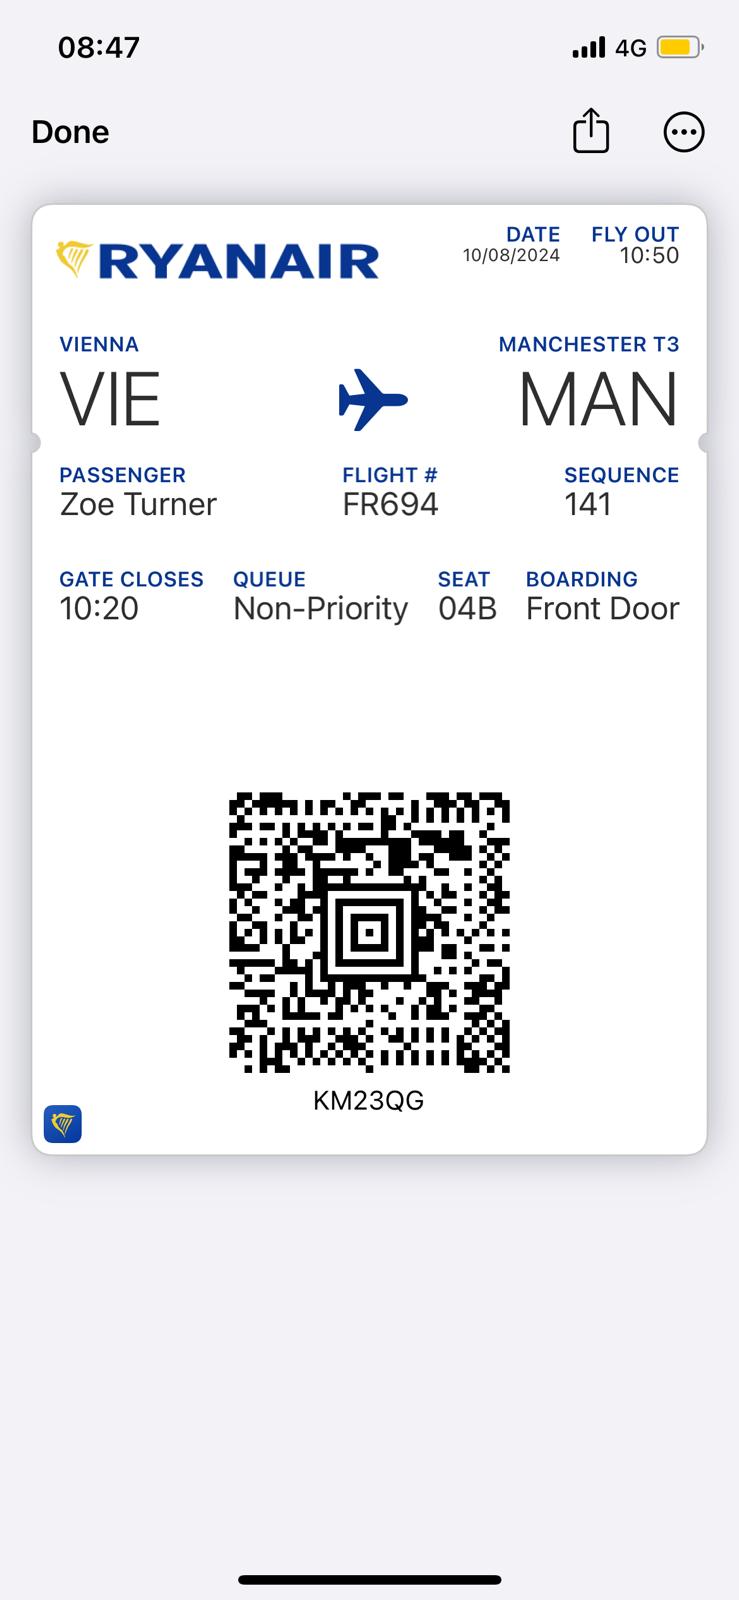 08:47
4G
Done
RYANAIR
DATE FLY OUT
10/08/2024 10:50
VIENNA MANCHESTER T3
VIE MAN
PASSENGER FLIGHT # SEQUENCE
Zoe Turner FR694 141
GATE CLOSES QUEUE SEAT BOARDING
10:20 Non-Priority 04B Front Door
KM23QG